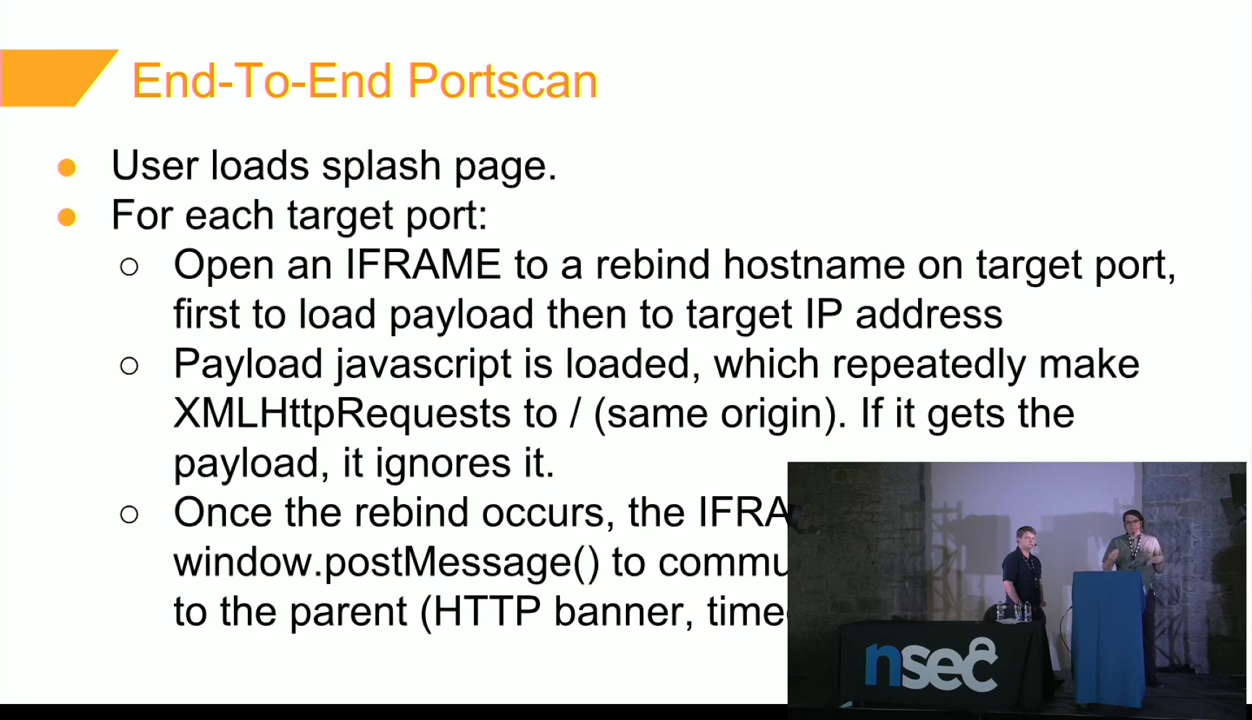 End-To-End Portscan
● User loads splash page.
● For each target port:
○ Open an IFRAME to a rebind hostname on target port,
first to load payload then to target IP address
○ Payload javascript is loaded, which repeatedly make
XMLHttpRequests to / (same origin). If it gets the
payload, it ignores it.
○ Once the rebind occurs, the
window.postMessage() to
to the parent (HTTP banner,
nsec